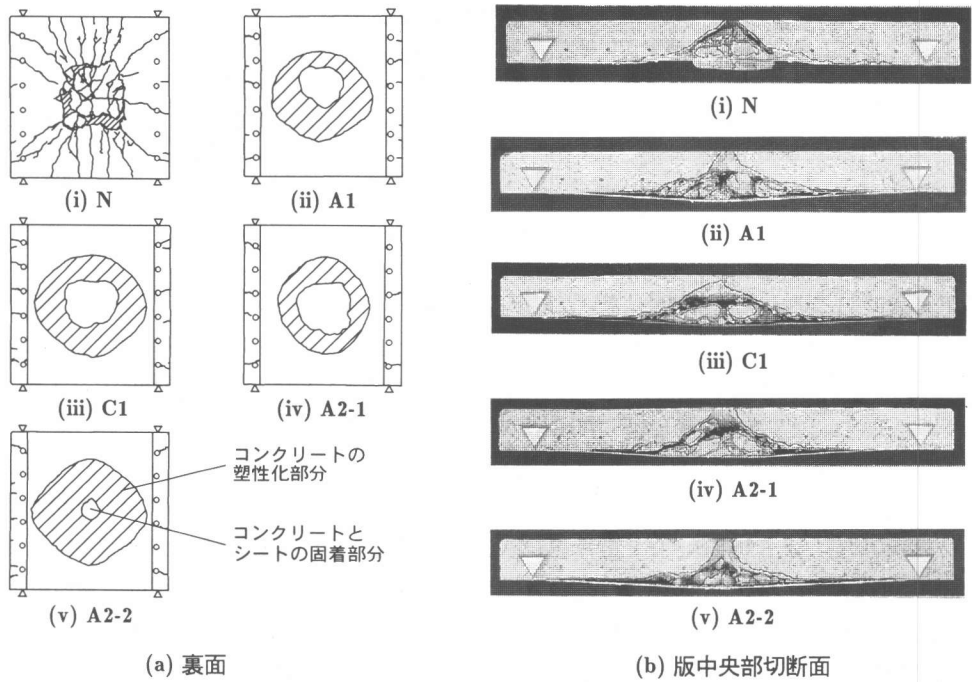 (i) N
(ii) A1
(iii) C1
(iv) A2-1
コンクリートの
塑性化部分
コンクリートと
シートの固着部分
(v) A2-2
(a) 裏面
(i) N
(ii) A1
(iii) C1
(iv) A2-1
(v) A2-2
(b) 版中央部切断面